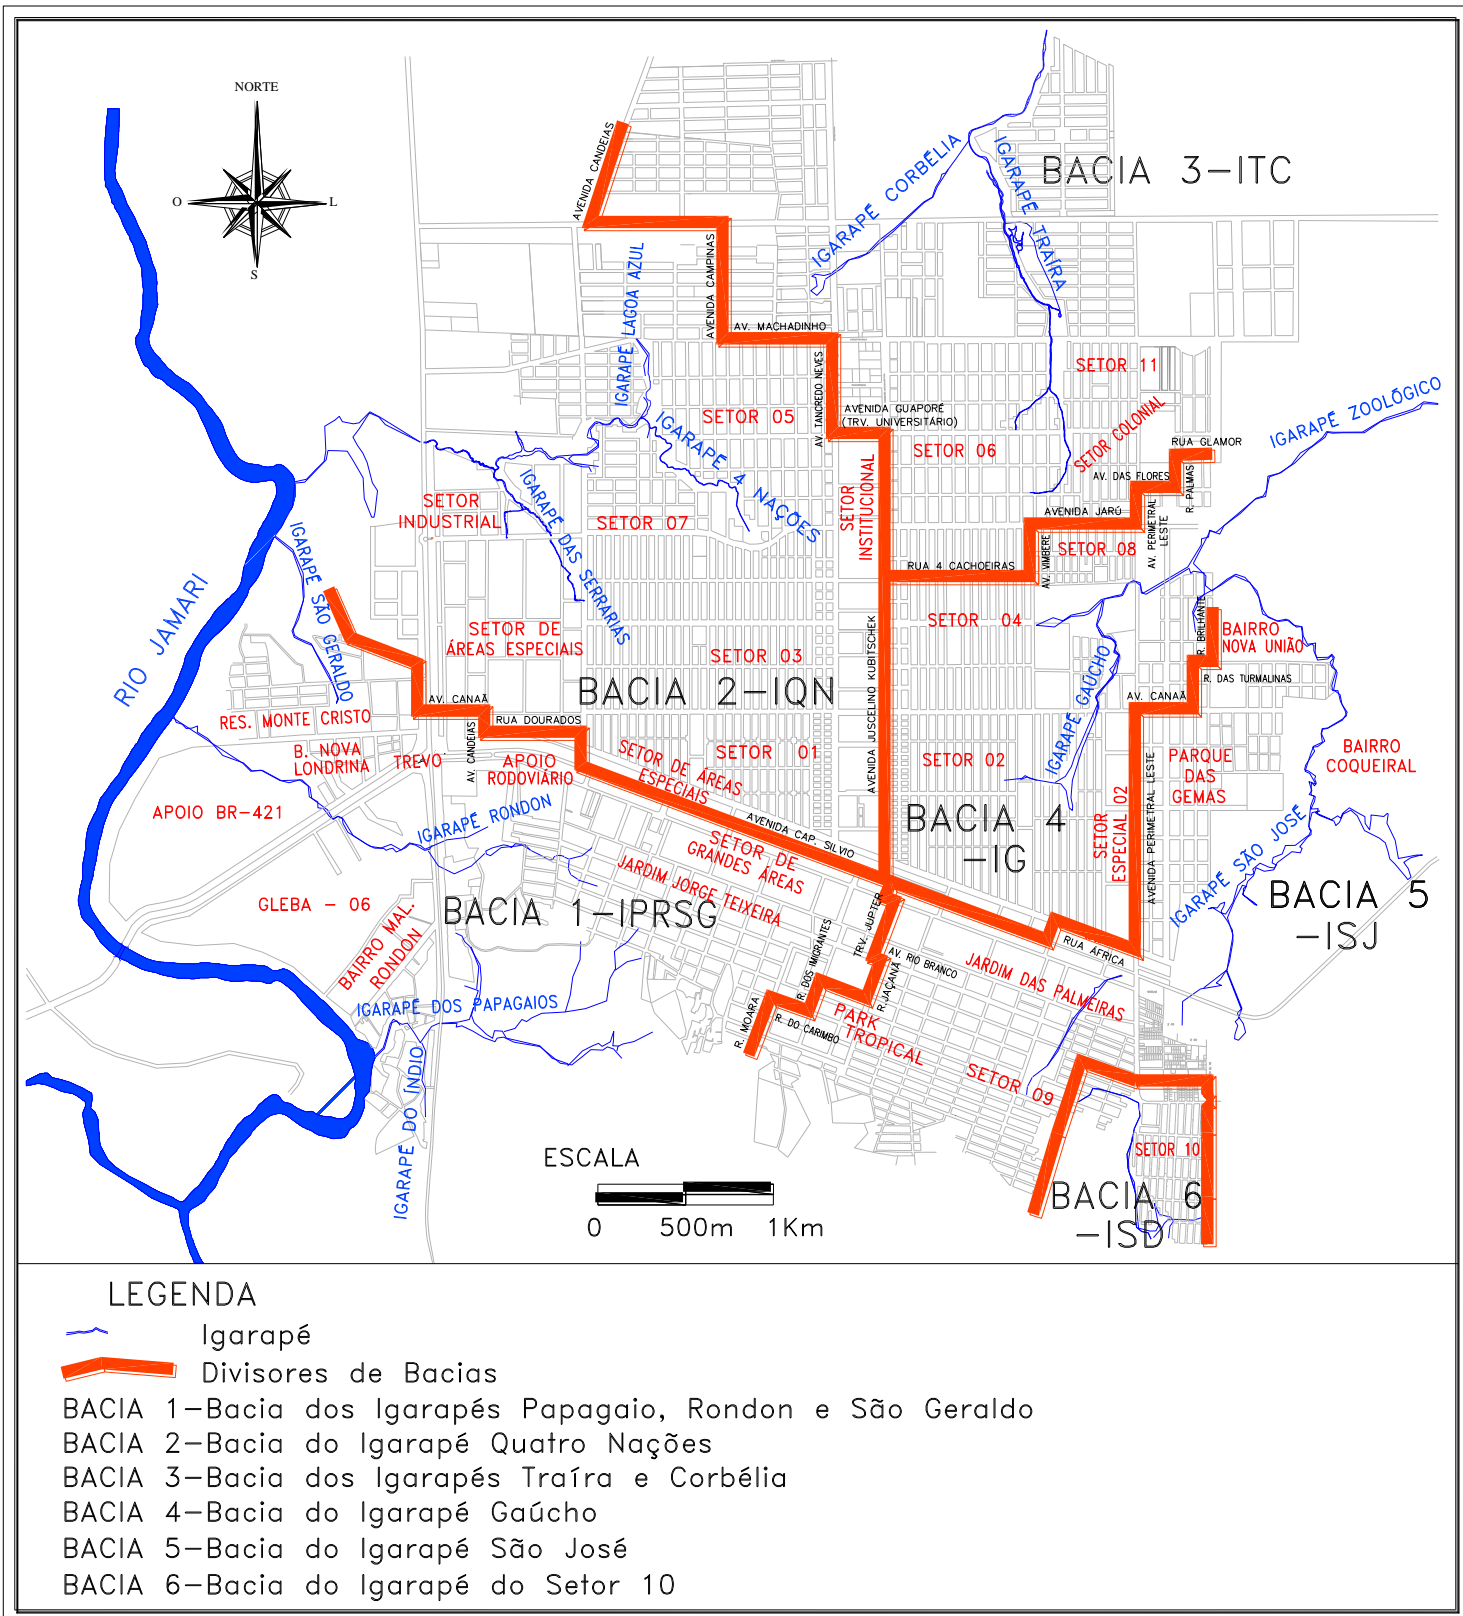 NORTE
O
L
S
AVENIDA CANDEIAS
IGARAPÉ CORBÉLIA
IGARAPÉ TRAÍRA
BACIA 3-ITC
IGARAPÉ LAGOA AZUL
AVENIDA CAMPINAS
AV. MACHADINHO
AV. TANCREDO NEVES
AVENIDA GUAPORÉ
(TRV. UNIVERSITÁRIO)
SETOR 11
SETOR COLONIAL
IGARAPÉ ZOOLÓGICO
SETOR 05
IGARAPÉ 4 NAÇÕES
SETOR 06
RUA GLAMOR
AV. DAS FLORES
R. PALMAS
SETOR
INDUSTRIAL
IGARAPÉ DAS SERRARIAS
SETOR 07
SETOR
INSTITUCIONAL
AVENIDA JARÚ
AV. PERIMETRAL
LESTE
RUA 4 CACHOEIRAS
AV. VIMBERE
SETOR 08
RIO JAMARI
IGARAPÉ SÃO GERALDO
SETOR DE
ÁREAS ESPECIAIS
SETOR 03
SETOR 04
R. BRILHANTE
BAIRRO
NOVA UNIÃO
BACIA 2-IQN
AVENIDA JUSCELINO KUBITSCHEK
IGARAPÉ GAÚCHO
R. DAS TURMALINAS
AV. CANAÃ
AV. CANAÃ
RES. MONTE CRISTO
AV. CANDEIAS
RUA DOURADOS
B. NOVA
LONDRINA
TREVO
APOIO
RODOVIÁRIO
SETOR DE ÁREAS
ESPECIAIS
SETOR 01
SETOR 02
PARQUE
DAS
GEMAS
BAIRRO
COQUEIRAL
APOIO BR-421
IGARAPÉ RONDON
AVENIDA CAP. SILVIO
BACIA 4
-IG
SETOR
ESPECIAL 02
AVENIDA PERIMETRAL LESTE
IGARAPÉ SÃO JOSÉ
SETOR DE
GRANDES ÁREAS
JARDIM JORGE TEIXEIRA
GLEBA - 06
BACIA 1-IPRSG
BACIA 5
-ISJ
BAIRRO MAL.
RONDON
R. DOS IMIGRANTES
TRV. JUPTER
RUA ÁFRICA
AV. RIO BRANCO
JARDIM DAS PALMEIRAS
IGARAPÉ DOS PAPAGAIOS
R. MOARA
R. DO CARIMBO
R.JAÇANÃ
PARK
TROPICAL
SETOR 09
IGARAPÉ DO ÍNDIO
SETOR 10
BACIA 6
-ISD
ESCALA
0 500m 1Km
LEGENDA
Igarapé
Divisores de Bacias
BACIA 1-Bacia dos Igarapés Papagaio, Rondon e São Geraldo
BACIA 2-Bacia do Igarapé Quatro Nações
BACIA 3-Bacia dos Igarapés Traíra e Corbélia
BACIA 4-Bacia do Igarapé Gaúcho
BACIA 5-Bacia do Igarapé São José
BACIA 6-Bacia do Igarapé do Setor 10